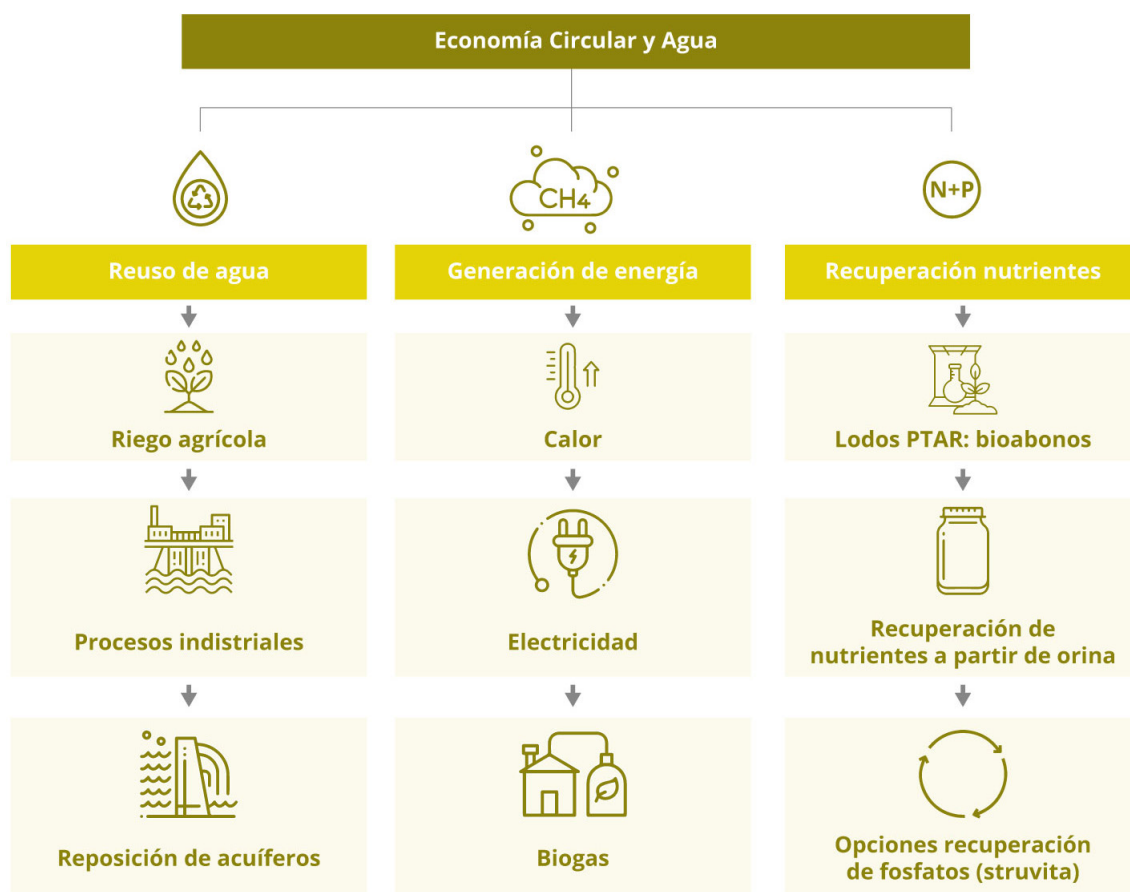 Economía Circular y Agua
CH4
N+P
Reuso de agua
Generación de energía
Recuperación nutrientes
Riego agrícola
Calor
Lodos PTAR: bioabonos
Procesos indistriales
Electricidad
Recuperación de
nutrientes a partir de orina
Reposición de acuíferos
Biogas
Opciones recuperación
de fosfatos (struvita)